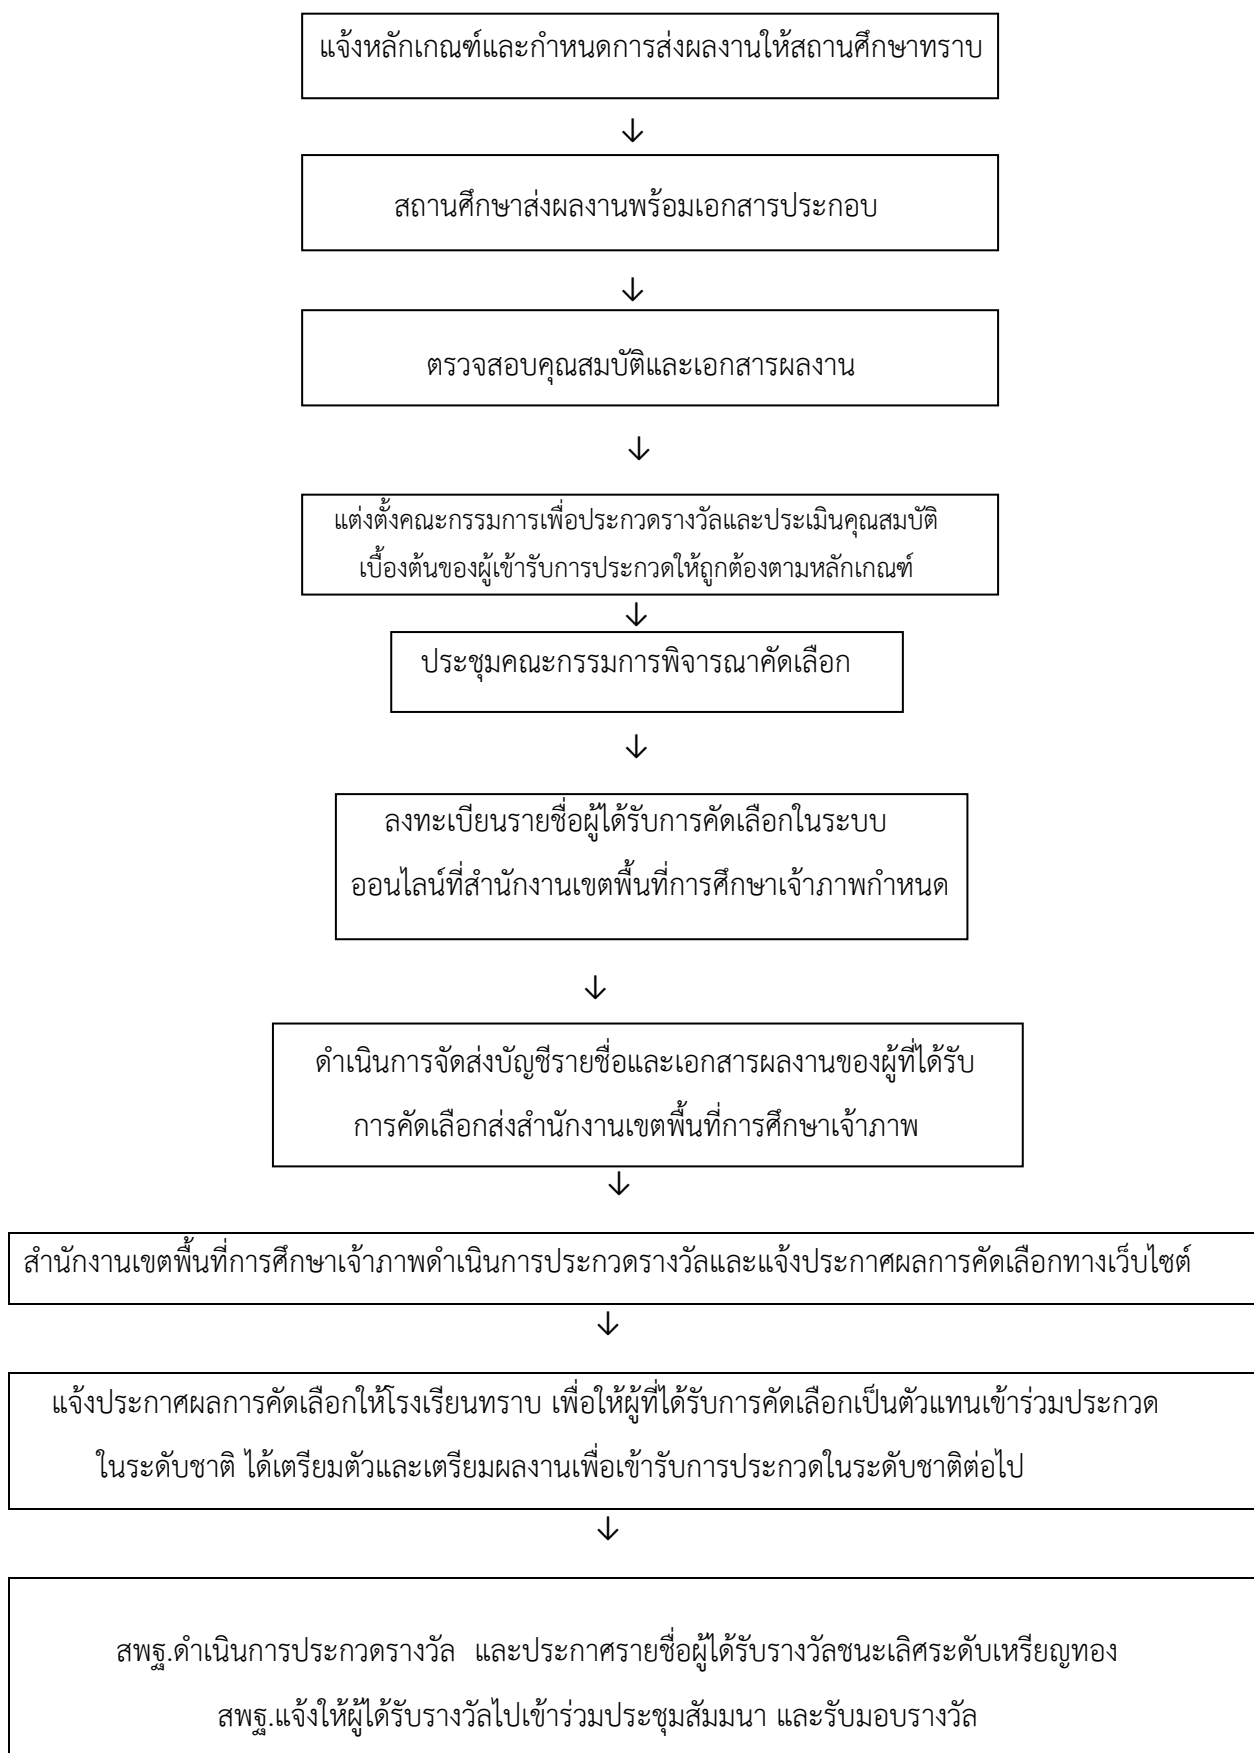 แจ้งหลักเกณฑ์และกำหนดการส่งผลงานให้สถานศึกษาทราบ
↓
สถานศึกษาส่งผลงานพร้อมเอกสารประกอบ
↓
ตรวจสอบคุณสมบัติและเอกสารผลงาน
↓
แต่งตั้งคณะกรรมการเพื่อประกวดรางวัลและประเมินคุณสมบัติ
เบื้องต้นของผู้เข้ารับการประกวดให้ถูกต้องตามหลักเกณฑ์
↓
ประชุมคณะกรรมการพิจารณาคัดเลือก
↓
ลงทะเบียนรายชื่อผู้ได้รับการคัดเลือกในระบบ
ออนไลน์ที่สำนักงานเขตพื้นที่การศึกษาเจ้าภาพกำหนด
↓
ดำเนินการจัดส่งบัญชีรายชื่อและเอกสารผลงานของผู้ที่ได้รับ
การคัดเลือกส่งสำนักงานเขตพื้นที่การศึกษาเจ้าภาพ
↓
สำนักงานเขตพื้นที่การศึกษาเจ้าภาพดำเนินการประกวดรางวัลและแจ้งประกาศผลการคัดเลือกทางเว็บไซต์
↓
แจ้งประกาศผลการคัดเลือกให้โรงเรียนทราบ เพื่อให้ผู้ที่ได้รับการคัดเลือกเป็นตัวแทนเข้าร่วมประกวด
ในระดับชาติ ได้เตรียมตัวและเตรียมผลงานเพื่อเข้ารับการประกวดในระดับชาติต่อไป
↓
สพฐ.ดำเนินการประกวดรางวัล และประกาศรายชื่อผู้ได้รับรางวัลชนะเลิศระดับเหรียญทอง
สพฐ.แจ้งให้ผู้ได้รับรางวัลไปเข้าร่วมประชุมสัมมนา และรับมอบรางวัล